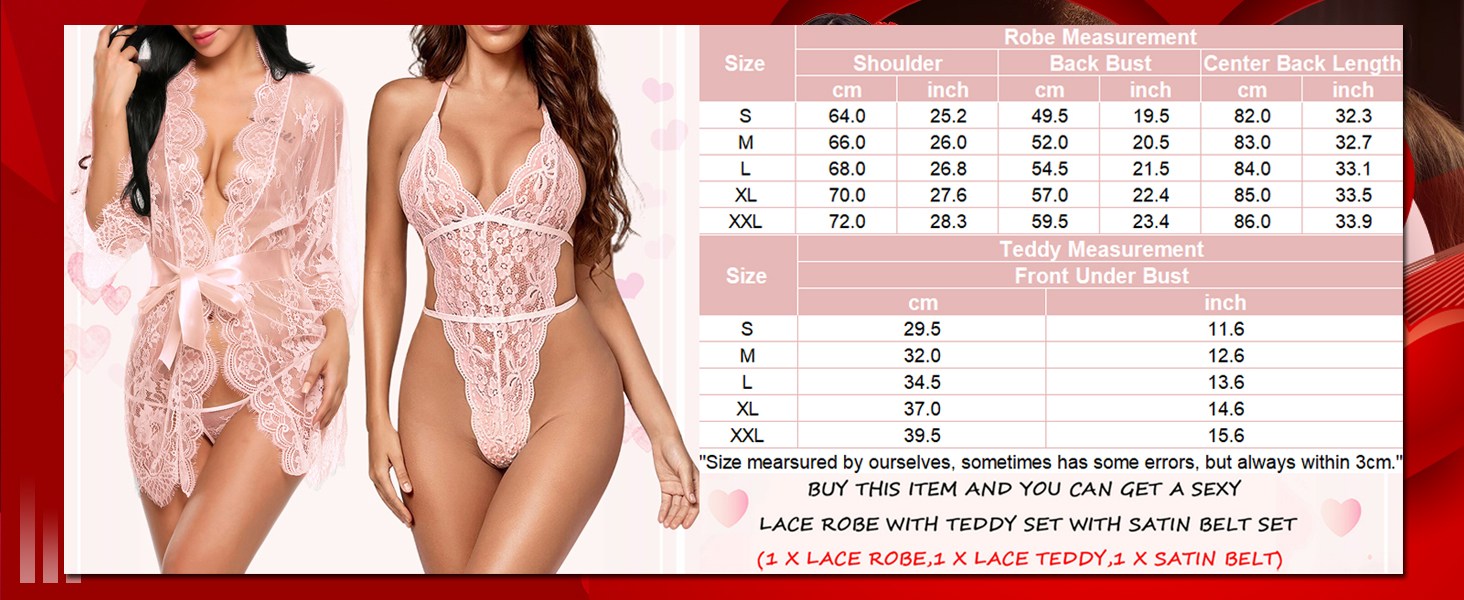 Robe Measurement
Size Shoulder Back Bust Center Back Length
cm inch cm inch cm inch
S 64.0 25.2 49.5 19.5 82.0 32.3
M 66.0 26.0 52.0 20.5 83.0 32.7
L 68.0 26.8 54.5 21.5 84.0 33.1
XL 70.0 27.6 57.0 22.4 85.0 33.5
XXL 72.0 28.3 59.5 23.4 86.0 33.9
Teddy Measurement
Size Front Under Bust
cm inch
S 29.5 11.6
M 32.0 12.6
L 34.5 13.6
XL 37.0 14.6
XXL 39.5 15.6
"Size mearsured by ourselves, sometimes has some errors, but always within 3cm."
BUY THIS ITEM AND YOU CAN GET A SEXY
LACE ROBE WITH TEDDY SET WITH SATIN BELT SET
(1 X LACE ROBE,1 X LACE TEDDY,1 X SATIN BELT)